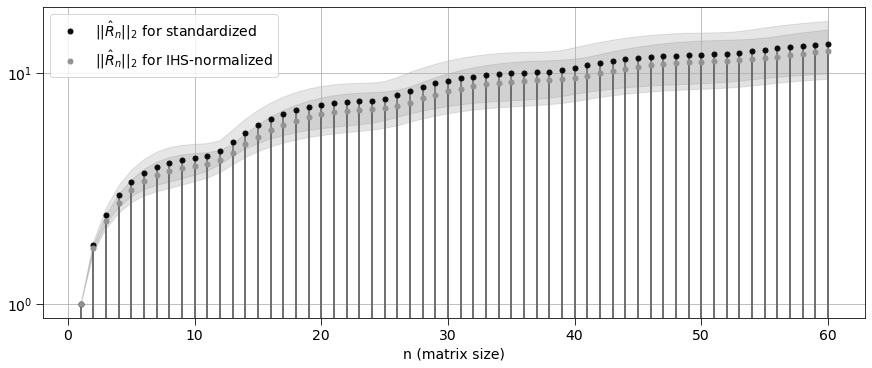 ||R̂ₙ||₂ for standardized
||R̂ₙ||₂ for IHS-normalized
10¹
10⁰
0 10 20 30 40 50 60
n (matrix size)